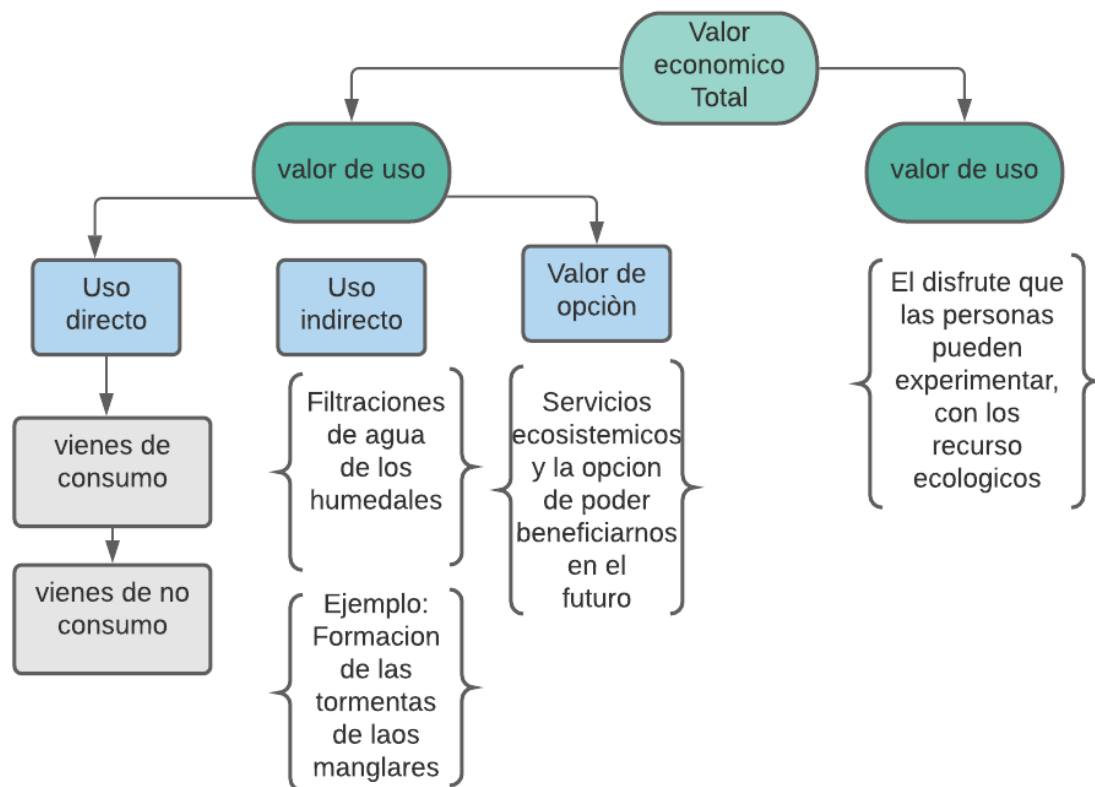 Valor
economico
Total
valor de uso
valor de uso
Uso
directo
Uso
indirecto
Valor de
opciòn
vienes de
consumo
vienes de no
consumo
Filtraciones
de agua
de los
humedales
Ejemplo:
Formacion
de las
tormentas
de laos
manglares
Servicios
ecosistemicos
y la opcion
de poder
beneficiarnos
en el
futuro
El disfrute que
las personas
pueden
experimentar,
con los
recurso
ecologicos